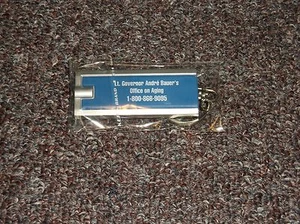 Lt. Governor André Bauer's
Office on Aging
1-800-868-9095